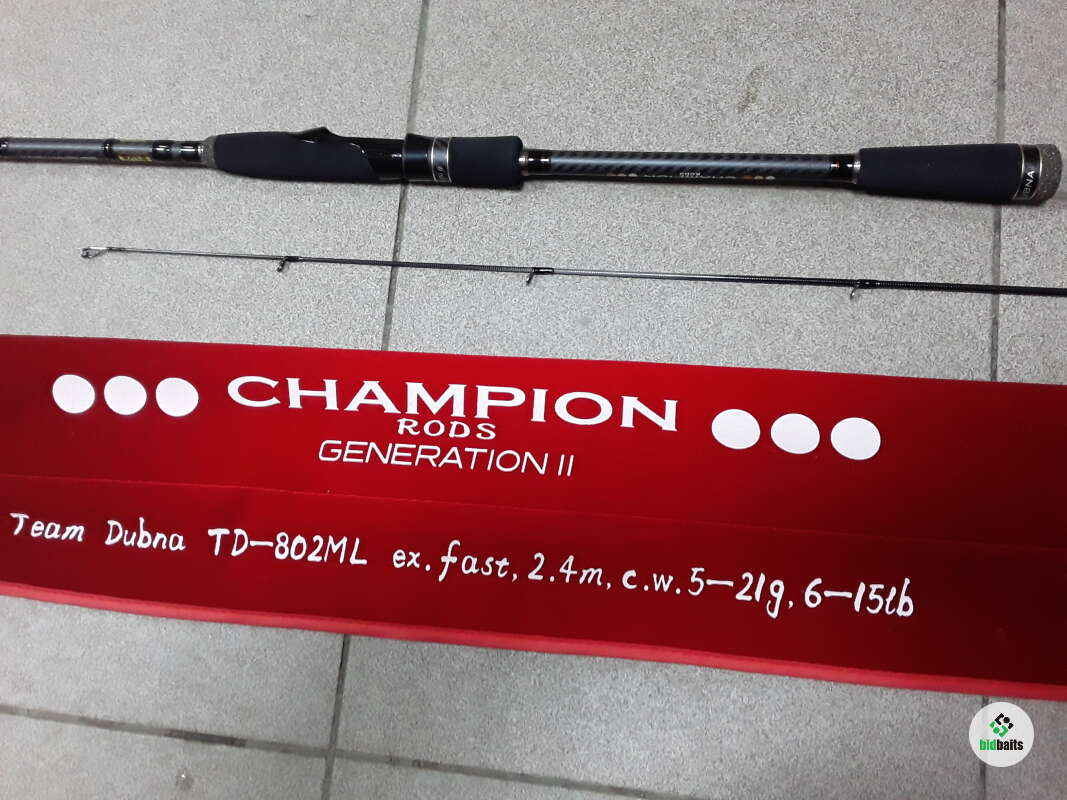 CHAMPION
RODS
GENERATION II
Team Dubna TD-802ML ex.fast, 2.4m, c.w.5-21g, 6-15lb
bidbaits